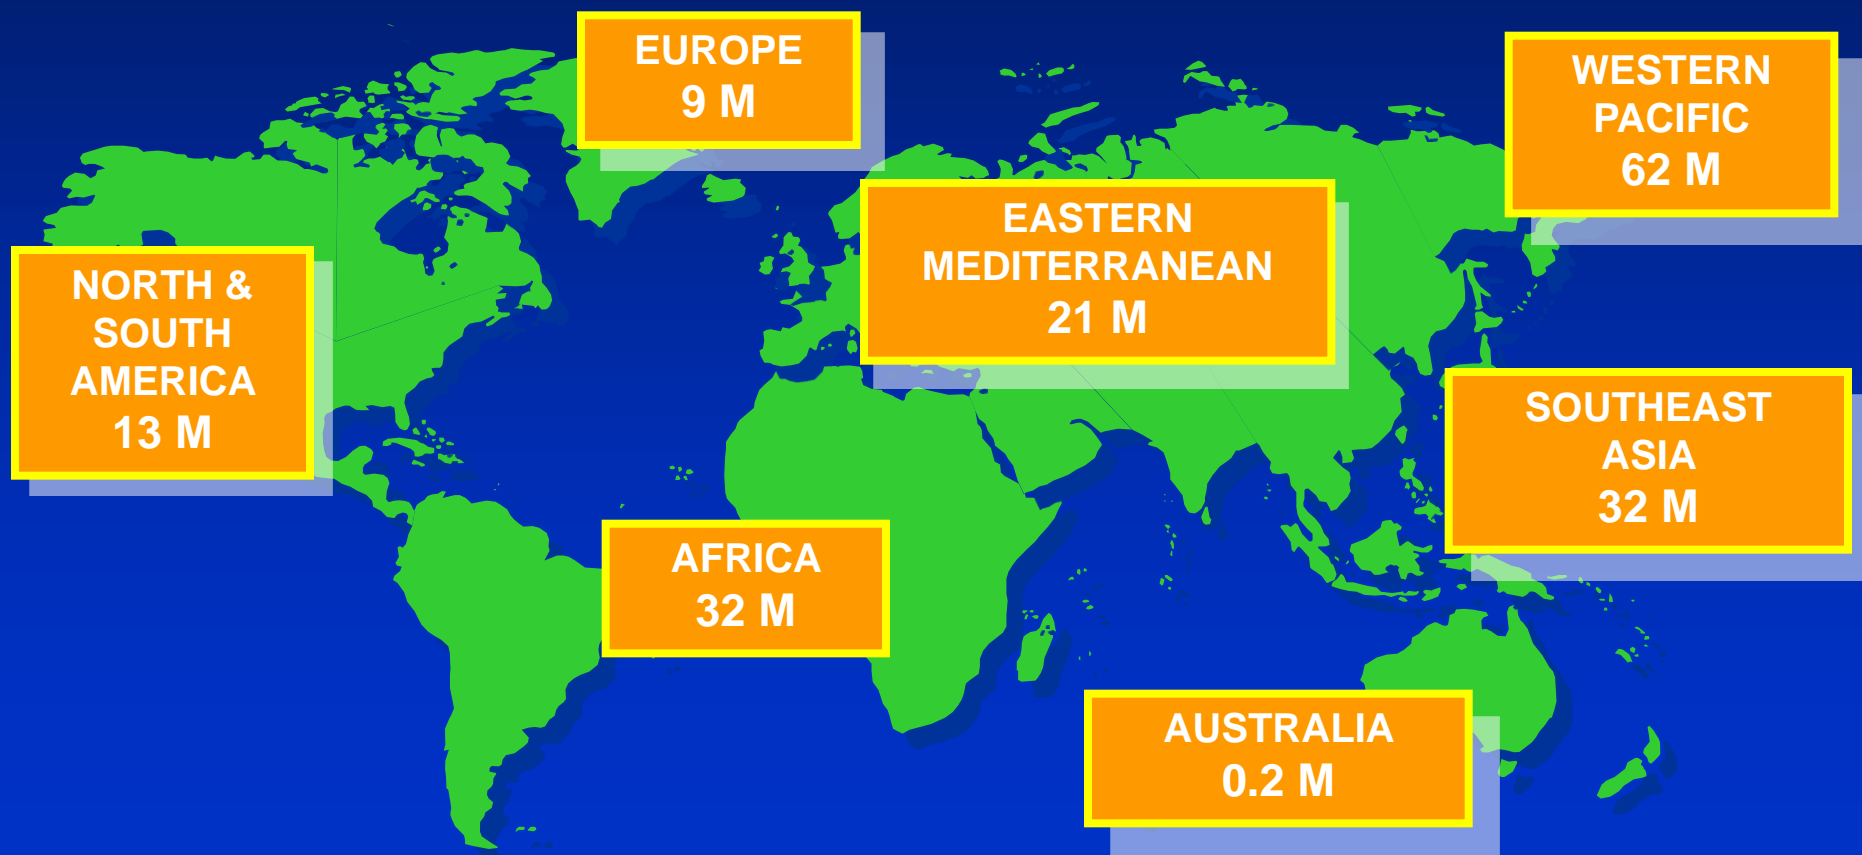 EUROPE
9 M
WESTERN
PACIFIC
62 M
EASTERN
MEDITERRANEAN
21 M
NORTH &
SOUTH
AMERICA
13 M
SOUTHEAST
ASIA
32 M
AFRICA
32 M
AUSTRALIA
0.2 M